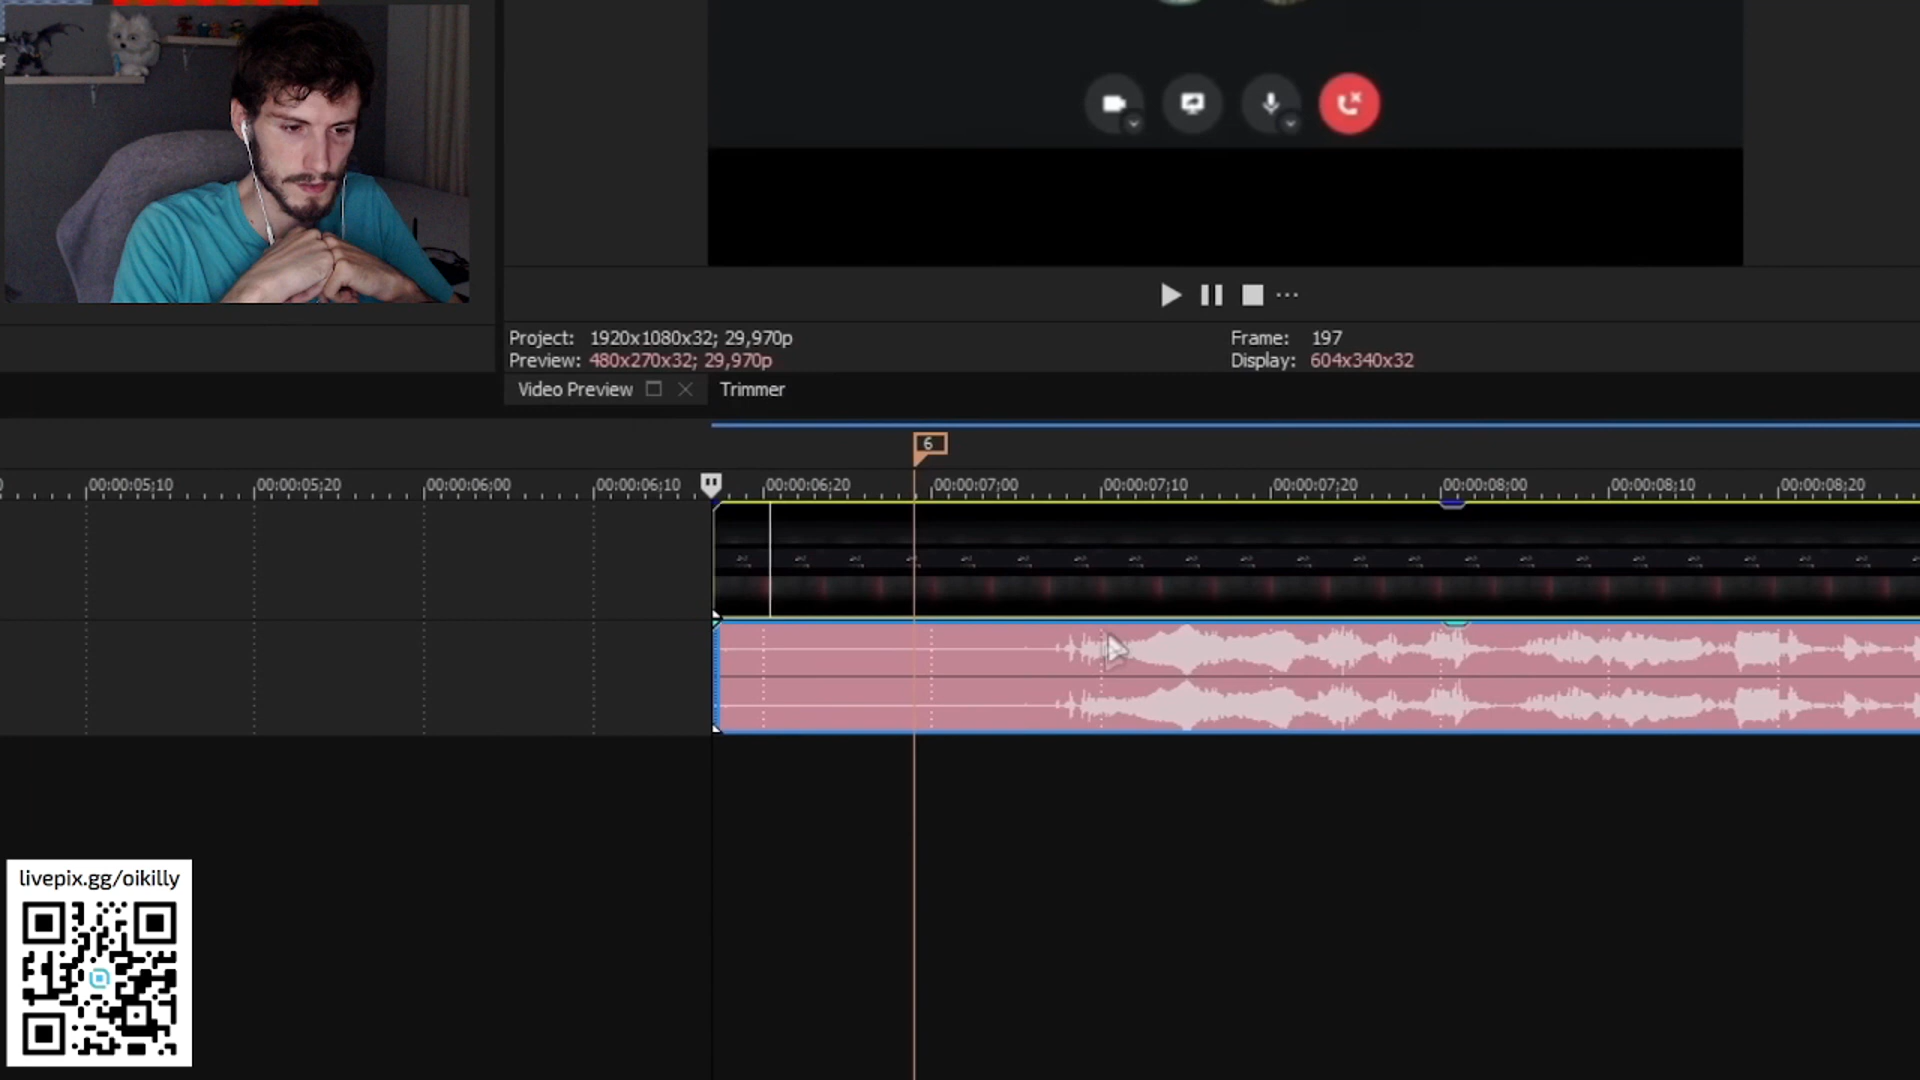 Project: 1920x1080x32; 29,970p
Frame: 197
Preview: 480x270x32; 29,970p
Display: 604x340x32
Video Preview
Trimmer
6
00:00:05;10
00:00:05;20
00:00:06;00
00:00:06;10
00:00:06;20
00:00:07;00
00:00:07;10
00:00:07;20
00:00:08;00
00:00:08;10
00:00:08;20
livepix.gg/oikilly